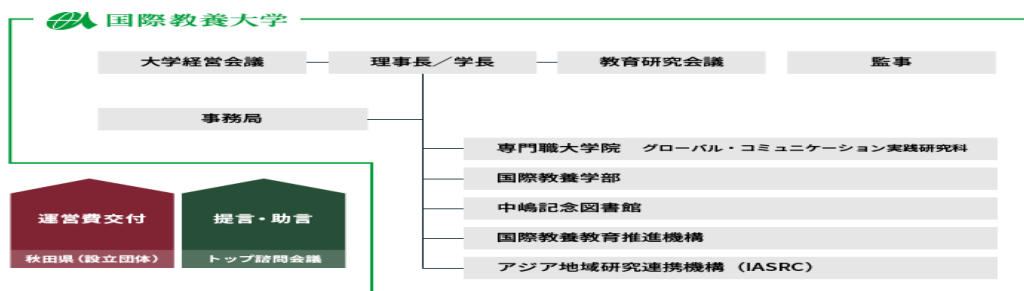 国際教養大学
大学経営会議
理事長／学長
教育研究会議
監事
事務局
専門職大学院 グローバル・コミュニケーション実践研究科
国際教養学部
中嶋記念図書館
国際教養教育推進機構
アジア地域研究連携機構（IASRC）
運営費交付
秋田県（設立団体）
提言・助言
トップ諮問会議